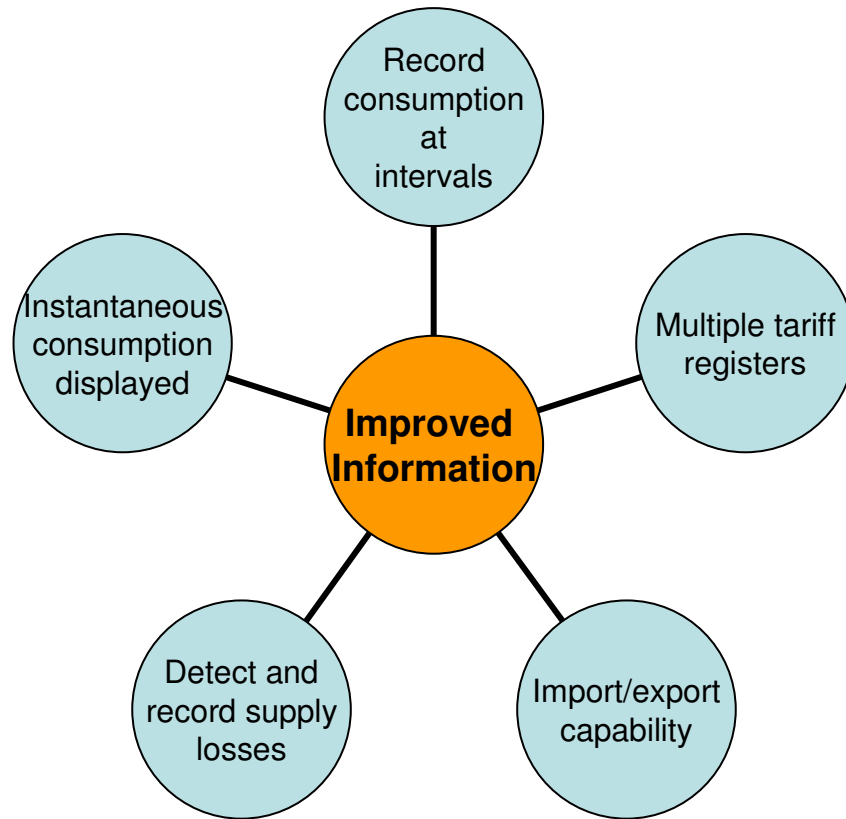 Record
consumption
at
intervals
Instantaneous
consumption
displayed
Multiple tariff
registers
Improved
Information
Detect and
record supply
losses
Import/export
capability